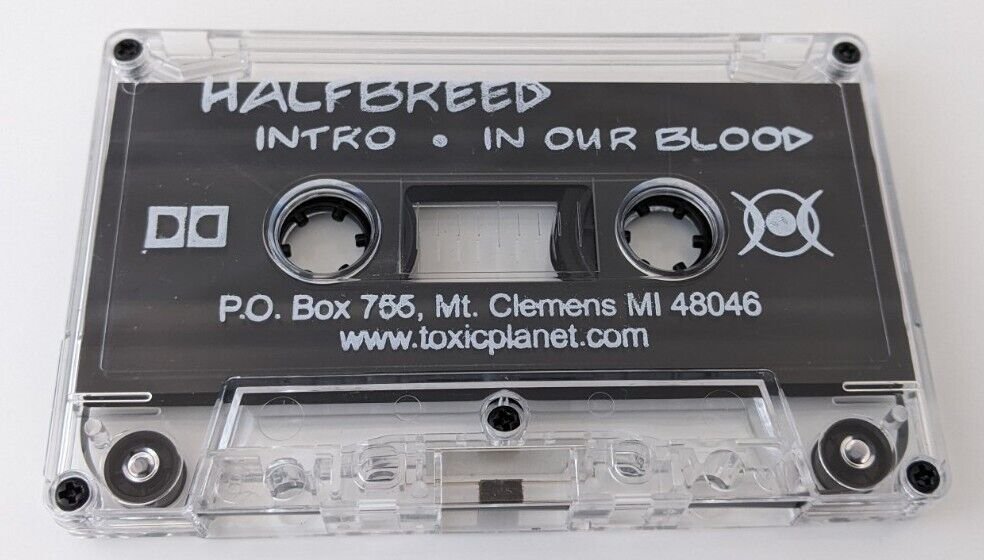 HALFBREED
INTRO • IN OUR BLOOD
P.O. Box 755, Mt. Clemens MI 48046
www.toxicplanet.com